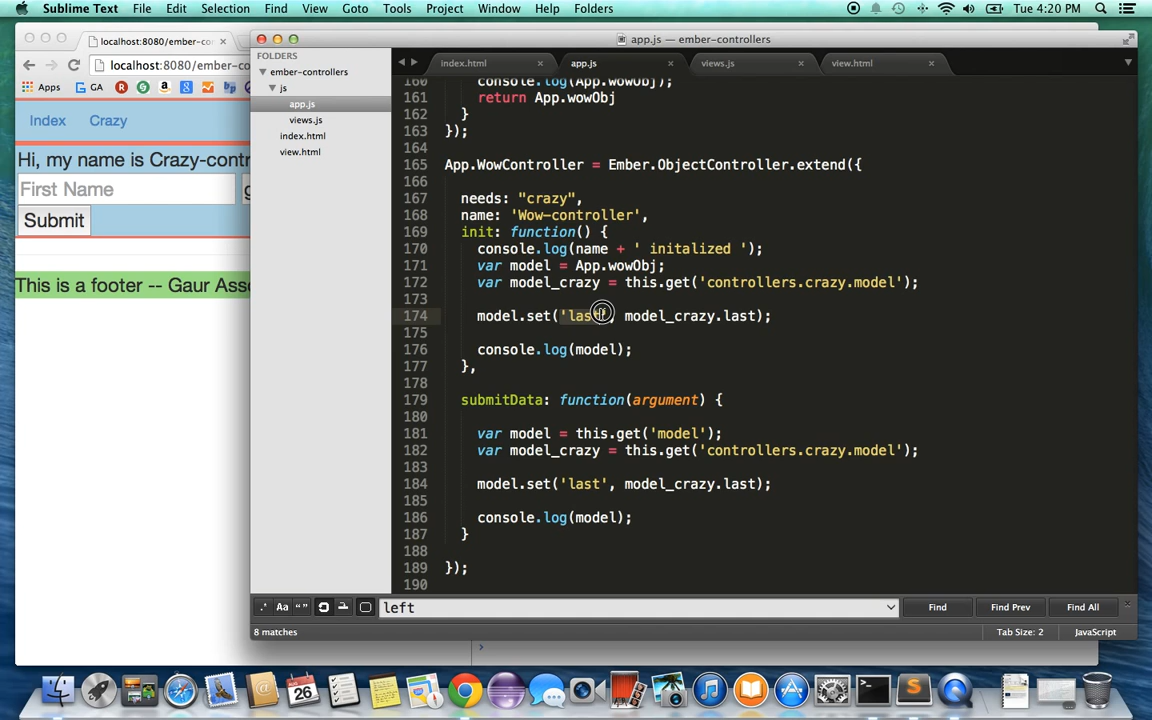 Sublime Text File Edit Selection Find View Goto Tools Project Window Help Folders Tue 4:20 PM
localhost:8080/ember-co
localhost:8080/ember-co
Apps GA
Index Crazy
Hi, my name is Crazy-contr
First Name
Submit
This is a footer -- Gaur Asso
app.js — ember-controllers
FOLDERS
ember-controllers
js
app.js
views.js
index.html
view.html
index.html app.js views.js view.html
160 console.log(App.wowObj);
161 return App.wowObj
162 }
163 });
164
165 App.WowController = Ember.ObjectController.extend({
166
167 needs: "crazy",
168 name: 'Wow-controller',
169 init: function() {
170 console.log(name + ' initalized ');
171 var model = App.wowObj;
172 var model_crazy = this.get('controllers.crazy.model');
173
174 model.set('last', model_crazy.last);
175
176 console.log(model);
177 },
178
179 submitData: function(argument) {
180
181 var model = this.get('model');
182 var model_crazy = this.get('controllers.crazy.model');
183
184 model.set('last', model_crazy.last);
185
186 console.log(model);
187 }
188
189 });
190
.* Aa “” left Find Find Prev Find All
8 matches Tab Size: 2 JavaScript
AUG
26